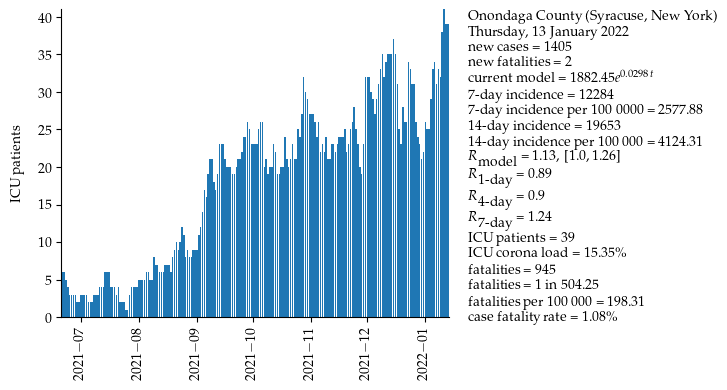 40
35
30
25
20
15
10
5
0
ICU patients
2021−07
2021−08
2021−09
2021−10
2021−11
2021−12
2022−01
Onondaga County (Syracuse, New York)
Thursday, 13 January 2022
new cases = 1405
new fatalities = 2
current model = 1882.45e^0.0298 t
7-day incidence = 12284
7-day incidence per 100 0000 = 2577.88
14-day incidence = 19653
14-day incidence per 100 000 = 4124.31
R_model = 1.13, [1.0, 1.26]
R_1-day = 0.89
R_4-day = 0.9
R_7-day = 1.24
ICU patients = 39
ICU corona load = 15.35%
fatalities = 945
fatalities = 1 in 504.25
fatalities per 100 000 = 198.31
case fatality rate = 1.08%